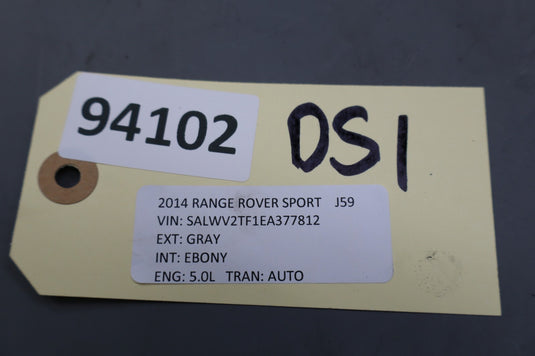 94102
DS1
2014 RANGE ROVER SPORT J59
VIN: SALWV2TF1EA377812
EXT: GRAY
INT: EBONY
ENG: 5.0L TRAN: AUTO